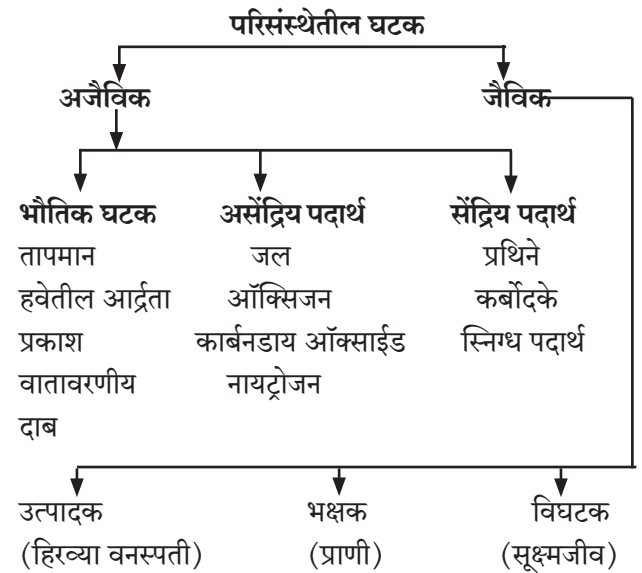 परिसंस्थेतील घटक
अजैविक जैविक
भौतिक घटक असेंद्रिय पदार्थ सेंद्रिय पदार्थ
तापमान जल प्रथिने
हवेतील आर्द्रता ऑक्सिजन कर्बोदके
प्रकाश कार्बनडाय ऑक्साईड स्निग्ध पदार्थ
वातावरणीय नायट्रोजन
दाब
उत्पादक भक्षक विघटक
(हिरव्या वनस्पती) (प्राणी) (सूक्ष्मजीव)